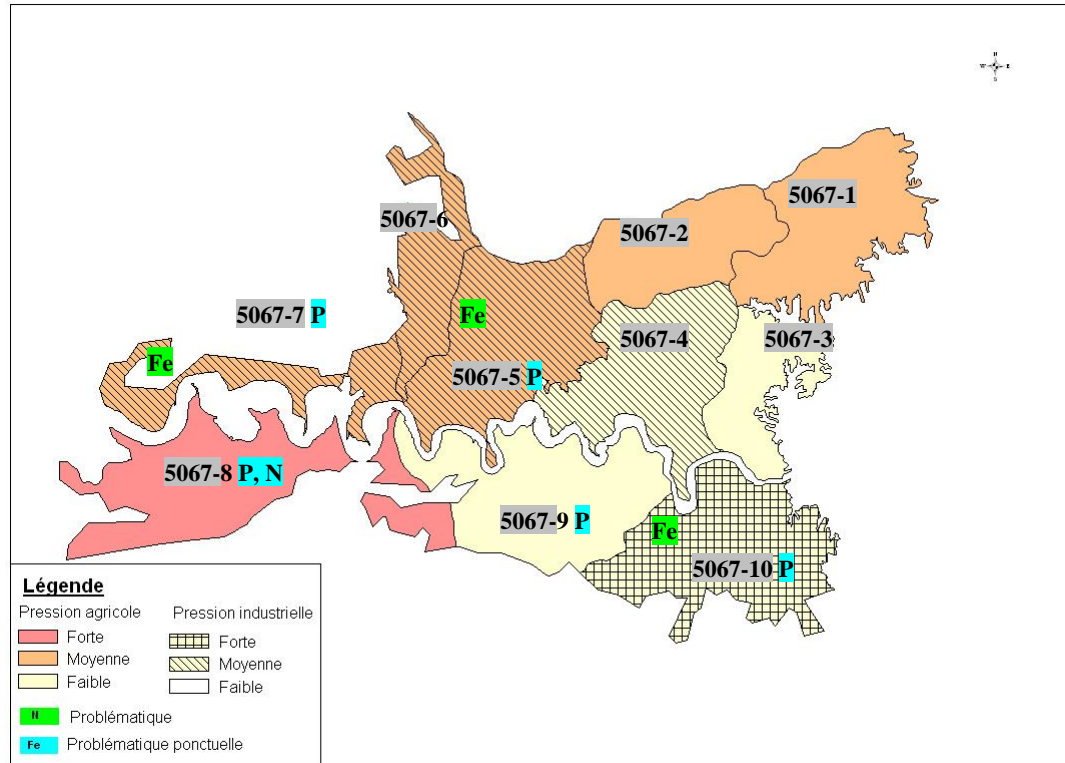 N
W E
S
5067-1
5067-6
5067-2
5067-7 P
Fe
5067-4
5067-3
Fe
5067-5 P
5067-8 P, N
5067-9 P
Fe
5067-10 P
Légende
Pression agricole
Forte
Moyenne
Faible
Pression industrielle
Forte
Moyenne
Faible
N Problématique
Fe Problématique ponctuelle